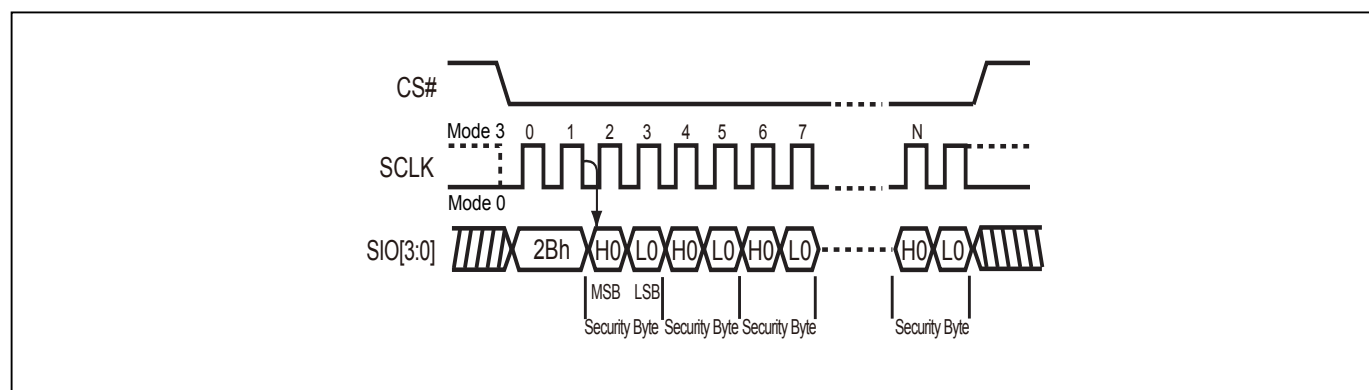 CS#
Mode 3 0 1 2 3 4 5 6 7 N
SCLK
Mode 0
SIO[3:0] 2Bh H0 L0 H0 L0 H0 L0 H0 L0
MSB LSB
Security Byte Security Byte Security Byte Security Byte